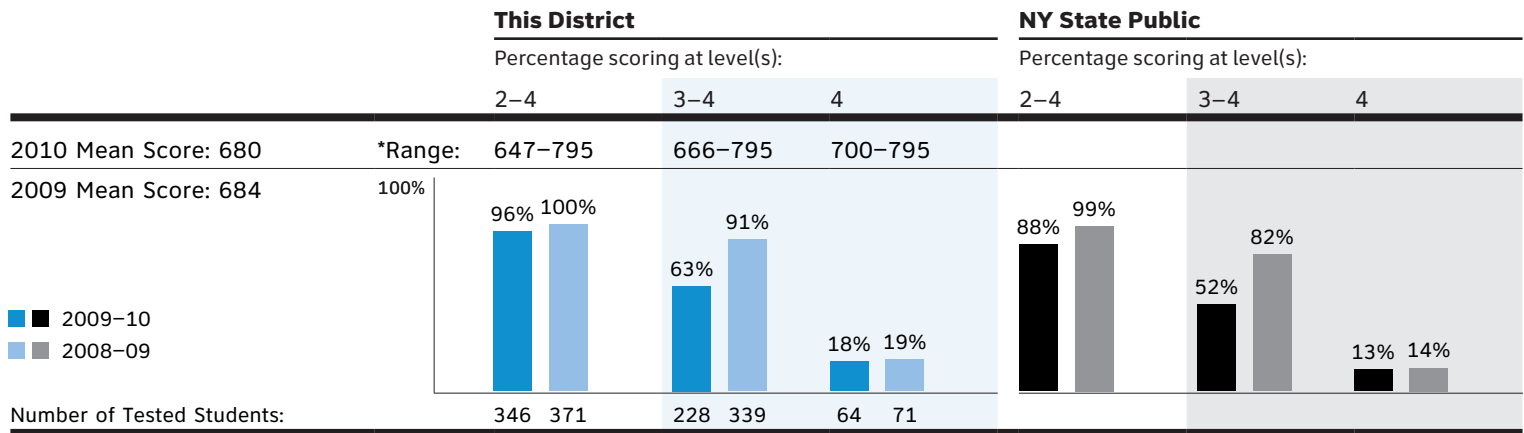 This District NY State Public
Percentage scoring at level(s): Percentage scoring at level(s):
2–4 3–4 4 2–4 3–4 4
2010 Mean Score: 680 *Range: 647–795 666–795 700–795
2009 Mean Score: 684 100%
96% 100% 91% 88% 99%
63% 82%
52%
18% 19% 13% 14%
2009–10
2008–09
Number of Tested Students: 346 371 228 339 64 71